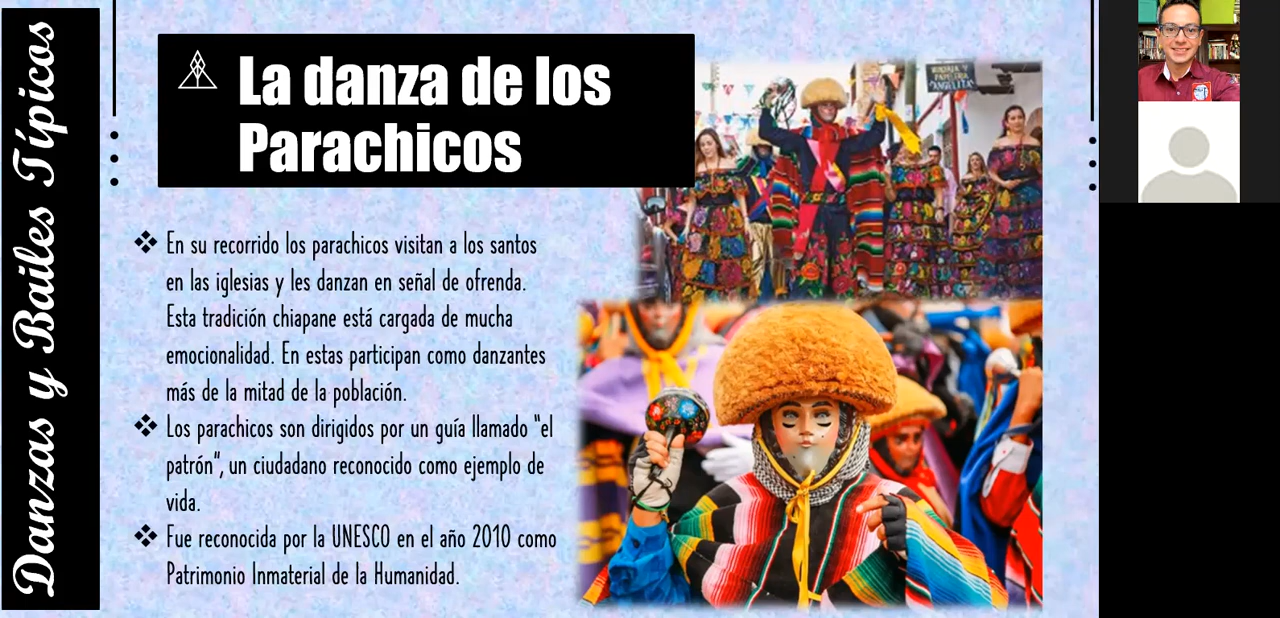 Danzas y Bailes Típicos
La danza de los
Parachicos
En su recorrido los parachicos visitan a los santos
en las iglesias y les danzan en señal de ofrenda.
Esta tradición chiapane está cargada de mucha
emocionalidad. En estas participan como danzantes
más de la mitad de la población.
Los parachicos son dirigidos por un guía llamado "el
patrón", un ciudadano reconocido como ejemplo de
vida.
Fue reconocida por la UNESCO en el año 2010 como
Patrimonio Inmaterial de la Humanidad.
PAPELERIA